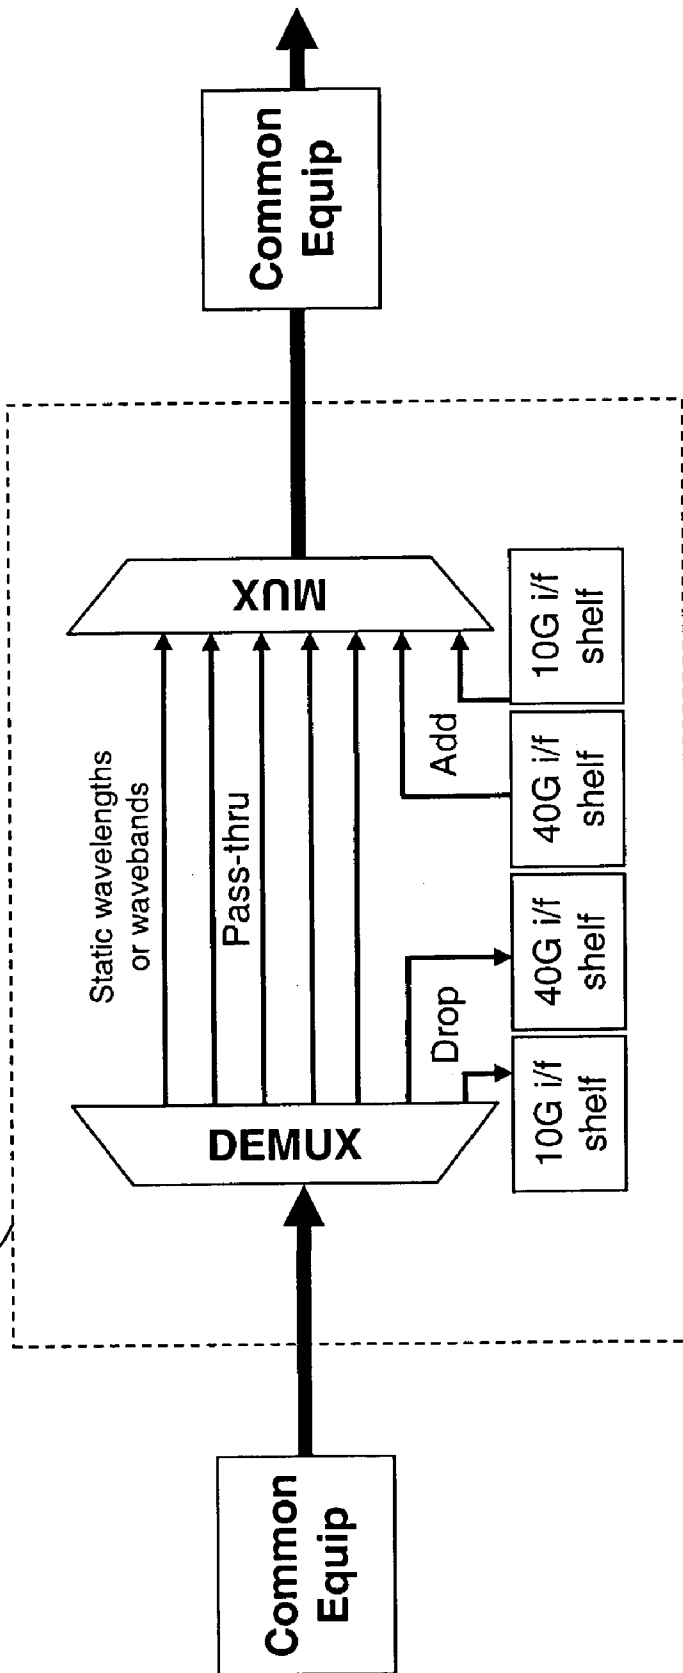 Common
Equip
DEMUX
Static wavelengths
or wavebands
Pass-thru
Drop
Add
10G i/f
shelf
40G i/f
shelf
40G i/f
shelf
10G i/f
shelf
MUX
Common
Equip